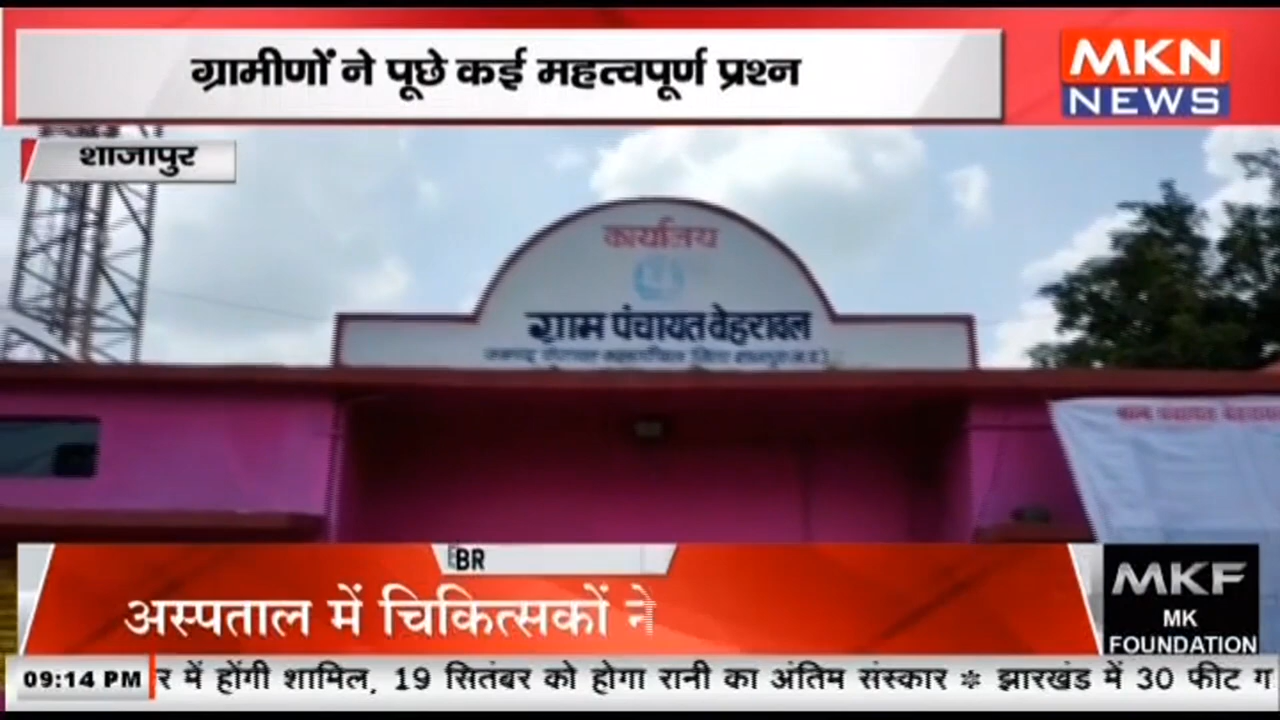 ग्रामीणों ने पूछे कई महत्वपूर्ण प्रश्न
MKN
NEWS
शाजापुर
कार्यालय
ग्राम पंचायत वेहरावल
BR
अस्पताल में चिकित्सकों ने
MKF
MK
FOUNDATION
09:14 PM
र में होंगी शामिल, 19 सितंबर को होगा रानी का अंतिम संस्कार * झारखंड में 30 फीट ग